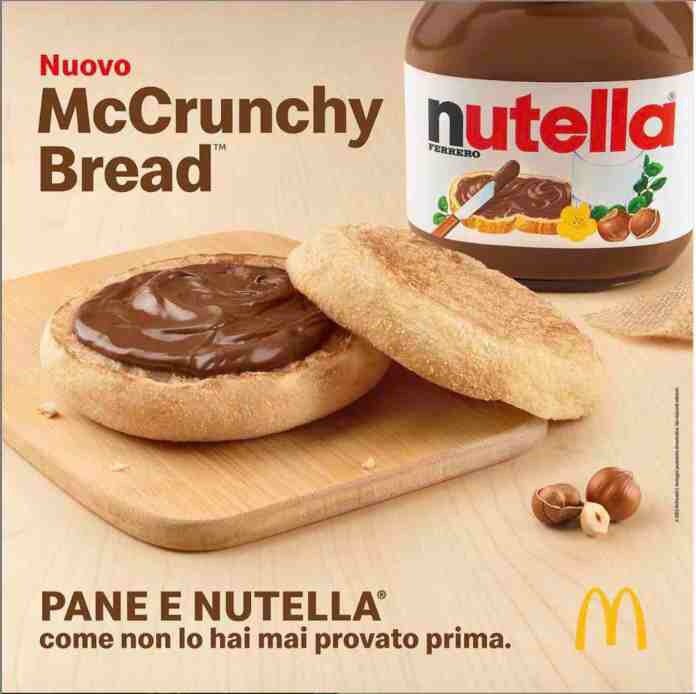 Nuovo
McCrunchy
Bread™
nutella
FERRERO
PANE E NUTELLA®
come non lo hai mai provato prima.